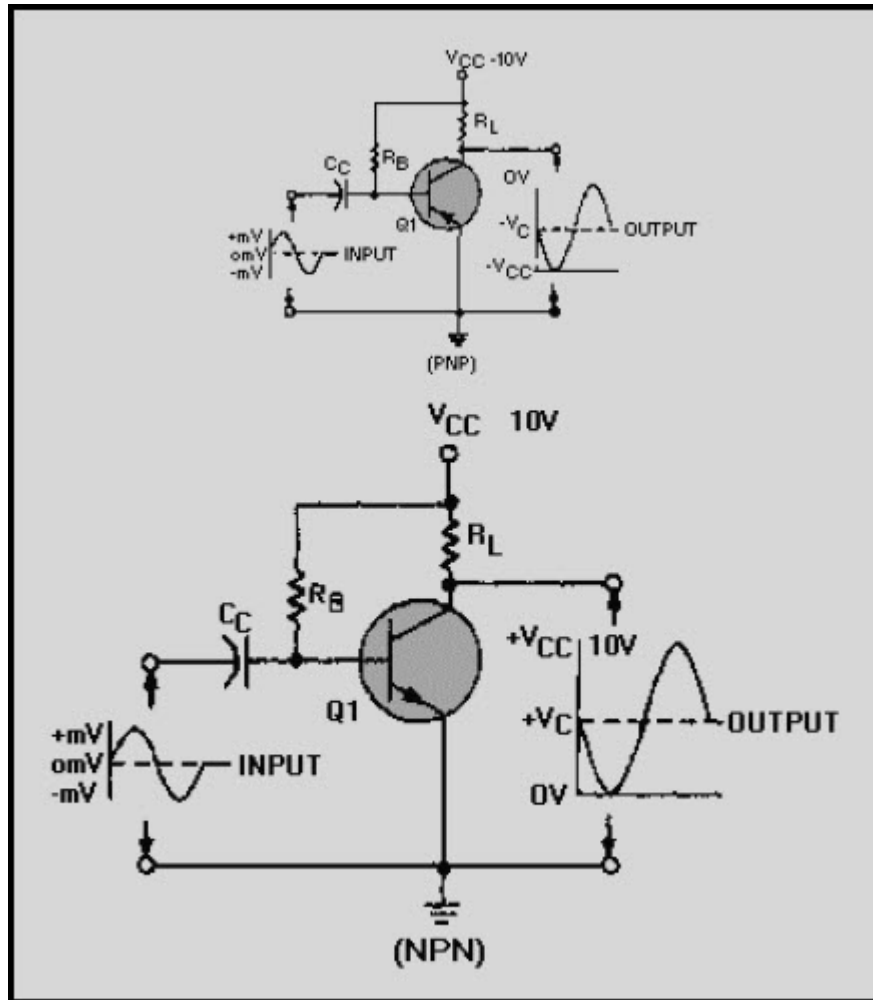 VCC -10V
RL
RB
CC
0V
Q1
+mV
-VC
OUTPUT
omV
INPUT
-mV
-VCC
(PNP)
VCC 10V
RL
RB
CC
+VCC 10V
Q1
+mV
+VC
OUTPUT
omV
INPUT
-mV
0V
(NPN)